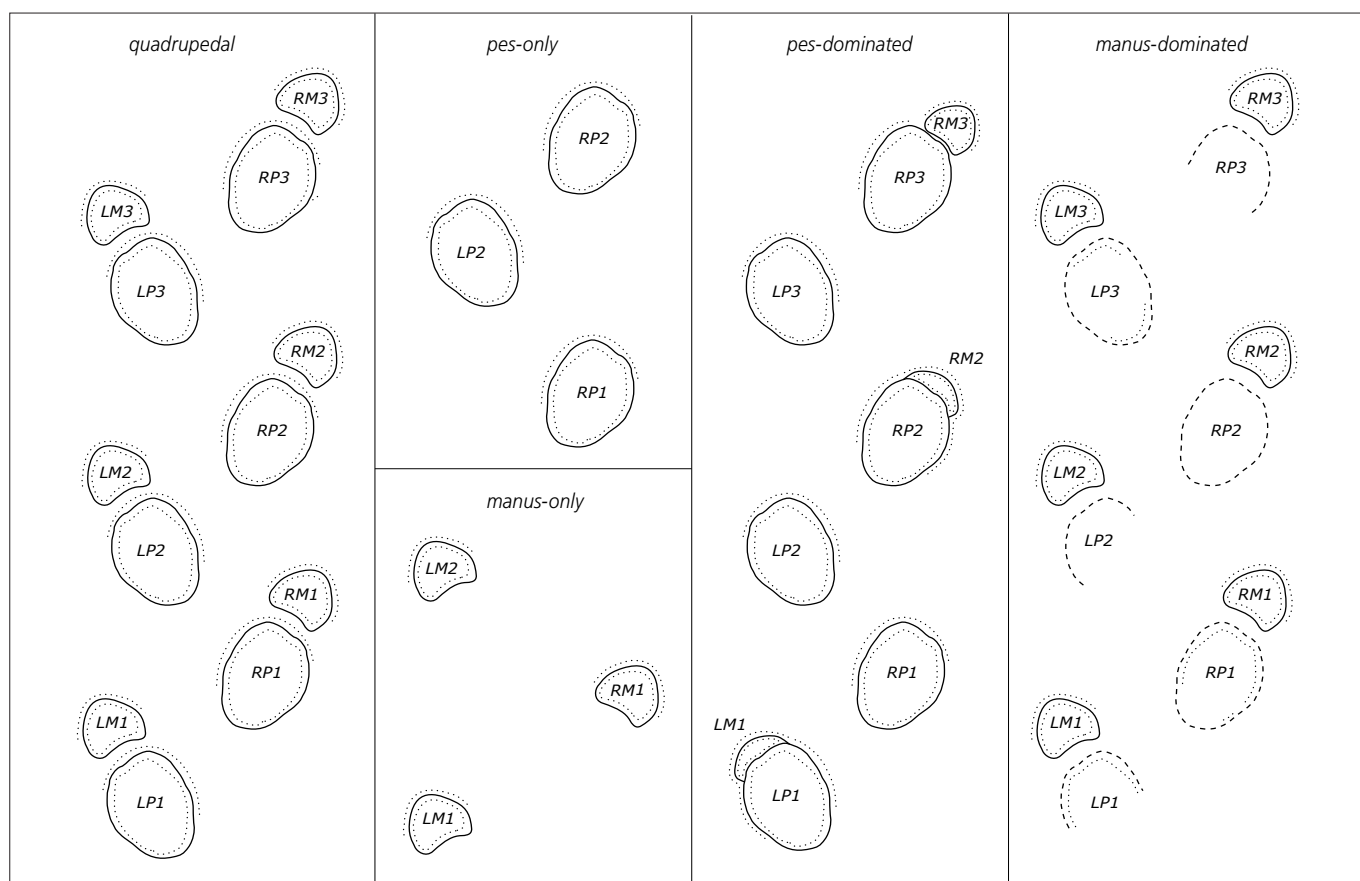 quadrupedal
RM3
RP3
LM3
LP3
RM2
RP2
LM2
LP2
RM1
RP1
LM1
LP1
pes-only
RP2
LP2
RP1
manus-only
LM2
RM1
LM1
pes-dominated
RM3
RP3
LP3
RM2
RP2
LP2
RP1
LM1
LP1
manus-dominated
RM3
RP3
LM3
LP3
RM2
RP2
LM2
LP2
RM1
RP1
LM1
LP1